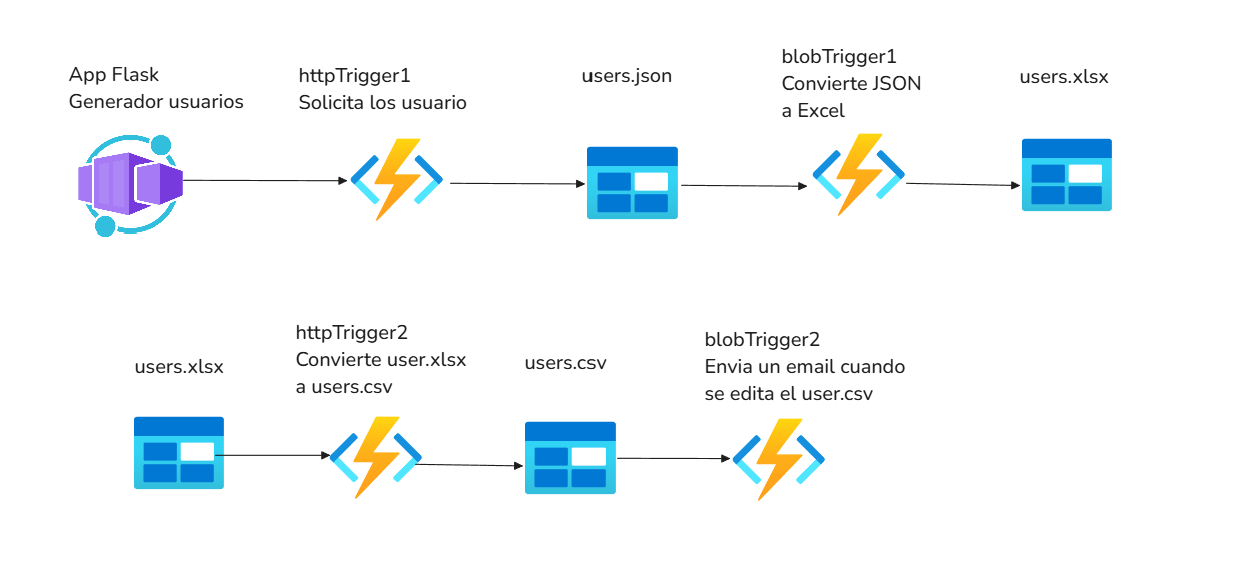 App Flask
Generador usuarios
httpTrigger1
Solicita los usuario
users.json
blobTrigger1
Convierte JSON
a Excel
users.xlsx
users.xlsx
httpTrigger2
Convierte user.xlsx
a users.csv
users.csv
blobTrigger2
Envia un email cuando
se edita el user.csv